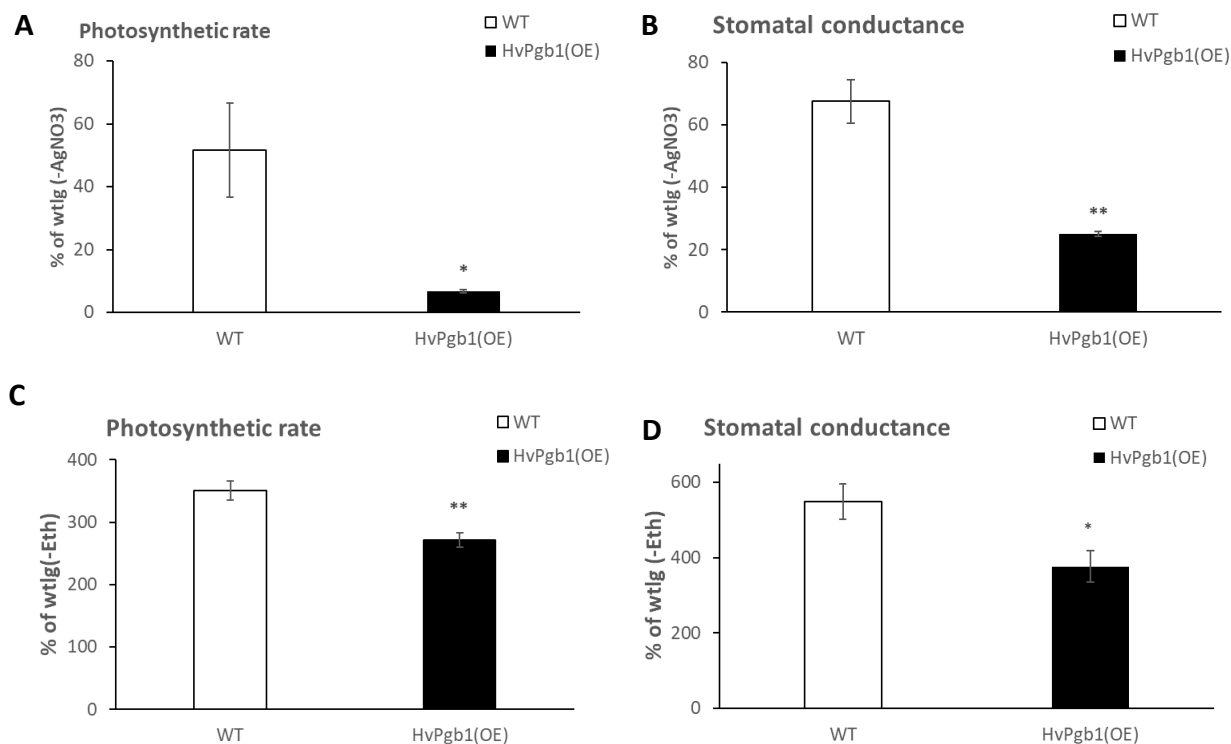 A
Photosynthetic rate
WT
HvPgb1(OE)
80
60
40
20
0
% of wtlg (-AgNO3)
*
WT
HvPgb1(OE)
B
Stomatal conductance
WT
HvPgb1(OE)
80
60
40
20
0
% of wtlg (-AgNO3)
**
WT
HvPgb1(OE)
C
Photosynthetic rate
WT
HvPgb1(OE)
400
300
200
100
0
% of wtlg(-Eth)
**
WT
HvPgb1(OE)
D
Stomatal conductance
WT
HvPgb1(OE)
600
400
200
0
% of wtlg (-Eth)
*
WT
HvPgb1(OE)